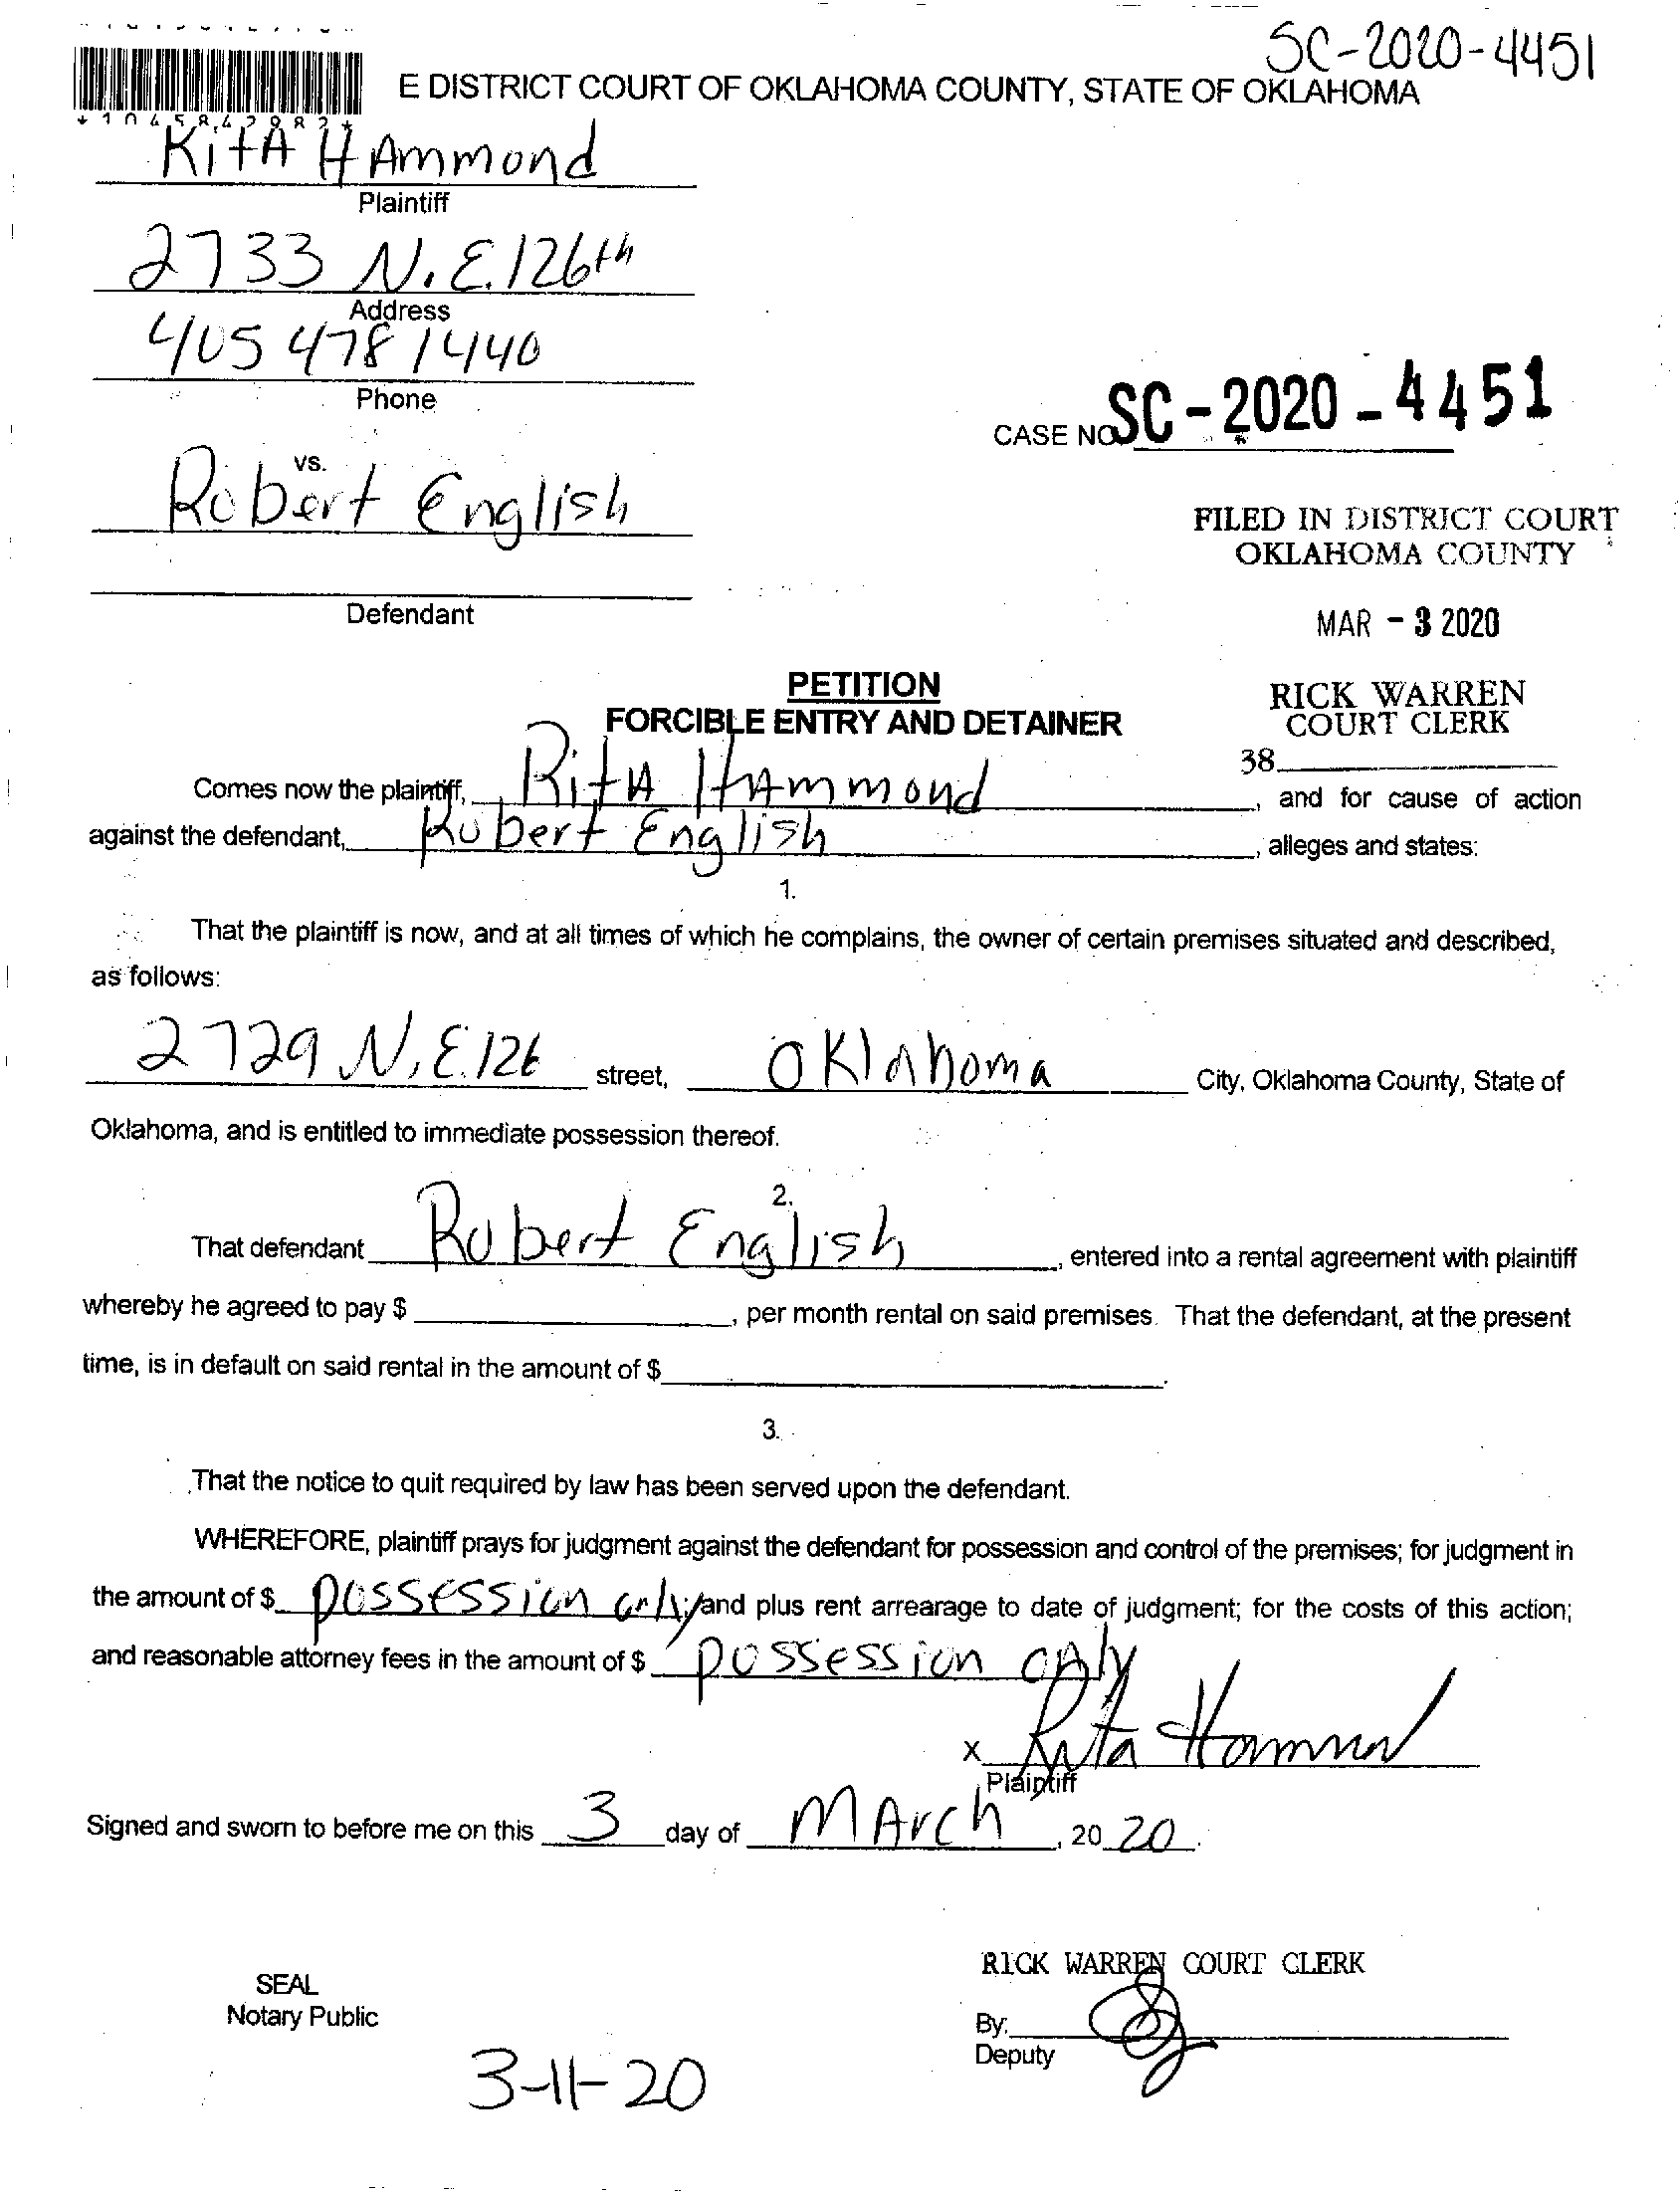 SC-2020-4451
E DISTRICT COURT OF OKLAHOMA COUNTY, STATE OF OKLAHOMA
RitA HAmmond
Plaintiff
2733 N.E. 126th
Address
405 478 1440
Phone
CASE NO. SC-2020-4451
vs.
Robert English
FILED IN DISTRICT COURT
OKLAHOMA COUNTY
Defendant
MAR - 3 2020
PETITION
FORCIBLE ENTRY AND DETAINER
RICK WARREN
COURT CLERK
38
Comes now the plaintiff, RitA HAmmond, and for cause of action
against the defendant, Robert English, alleges and states:
1.
That the plaintiff is now, and at all times of which he complains, the owner of certain premises situated and described,
as follows:
2729 N.E. 126 street, OKlAhomA City, Oklahoma County, State of
Oklahoma, and is entitled to immediate possession thereof.
2.
That defendant Robert English, entered into a rental agreement with plaintiff
whereby he agreed to pay $ , per month rental on said premises. That the defendant, at the present
time, is in default on said rental in the amount of $ .
3.
That the notice to quit required by law has been served upon the defendant.
WHEREFORE, plaintiff prays for judgment against the defendant for possession and control of the premises; for judgment in
the amount of $ possession only and plus rent arrearage to date of judgment; for the costs of this action;
and reasonable attorney fees in the amount of $ possession only
x Rita Hammond
Plaintiff
Signed and sworn to before me on this 3 day of MArch, 20 20.
RICK WARREN COURT CLERK
SEAL
Notary Public
By:
Deputy
3-11-20